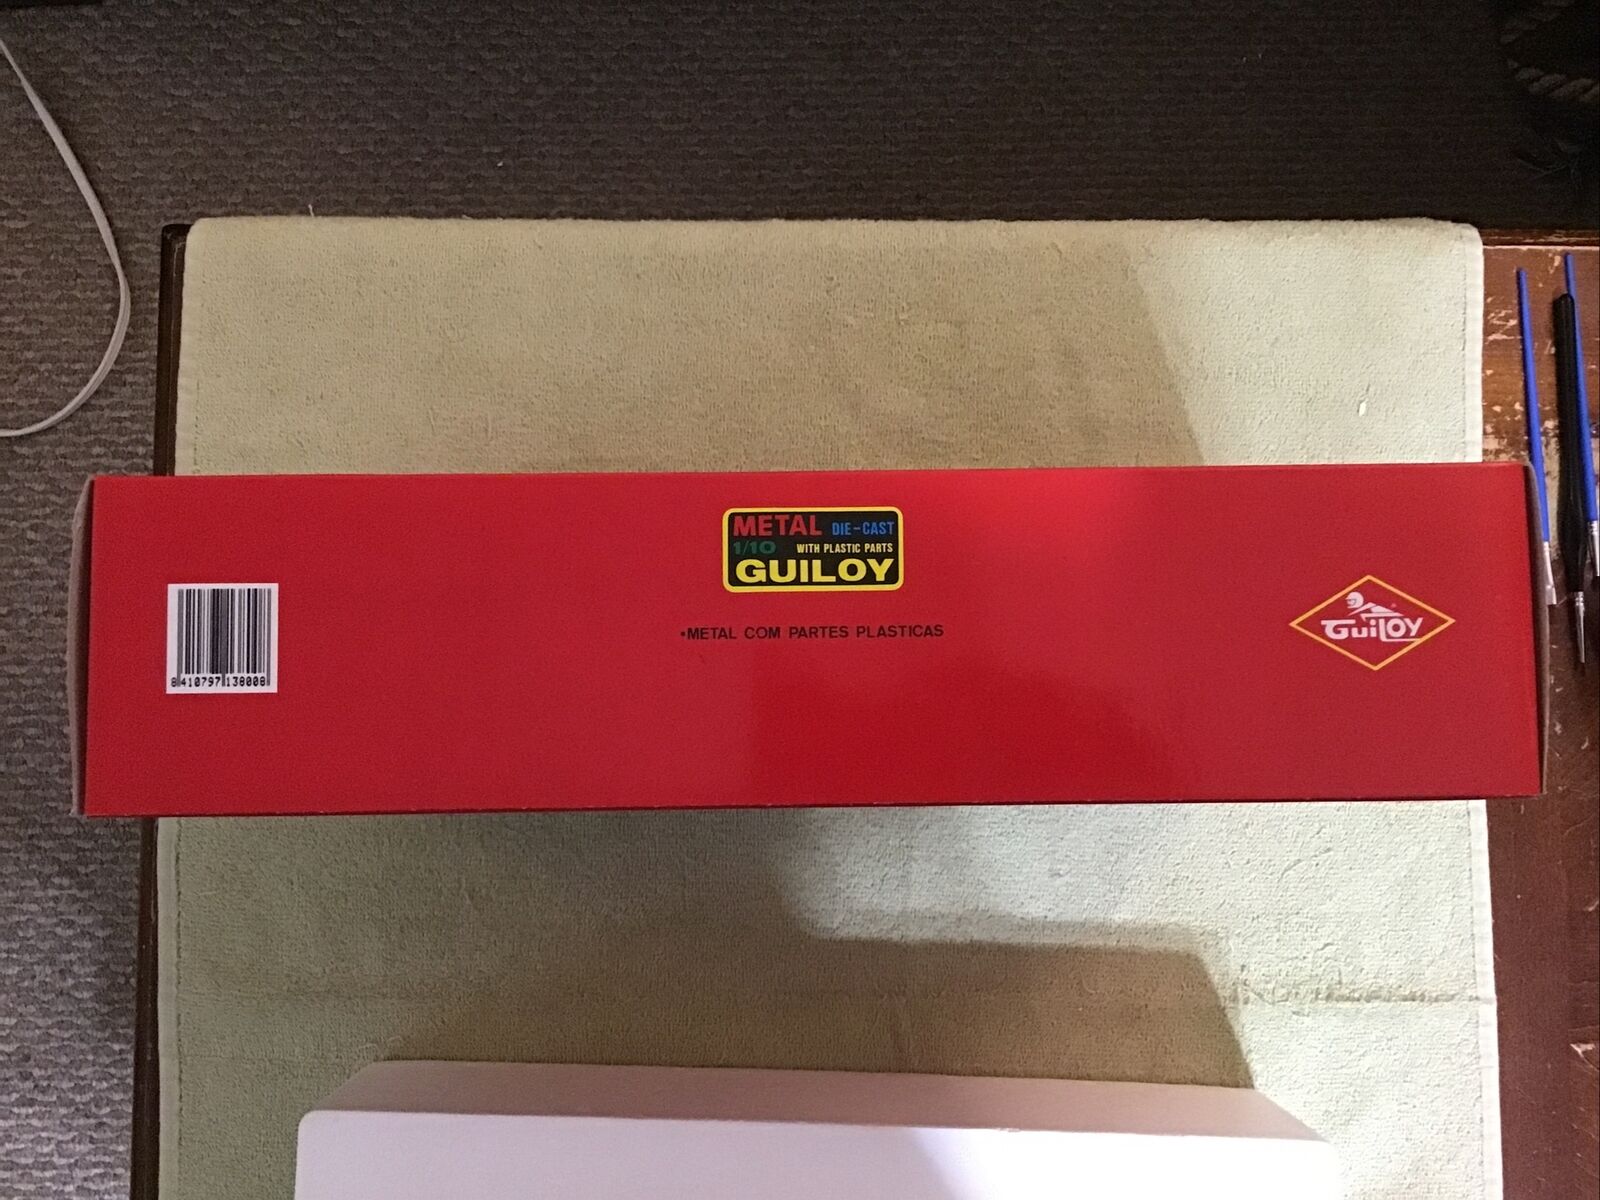 METAL DIE-CAST
1/10 WITH PLASTIC PARTS
GUILOY
•METAL COM PARTES PLASTICAS
GuiLOY
8 410797 138008